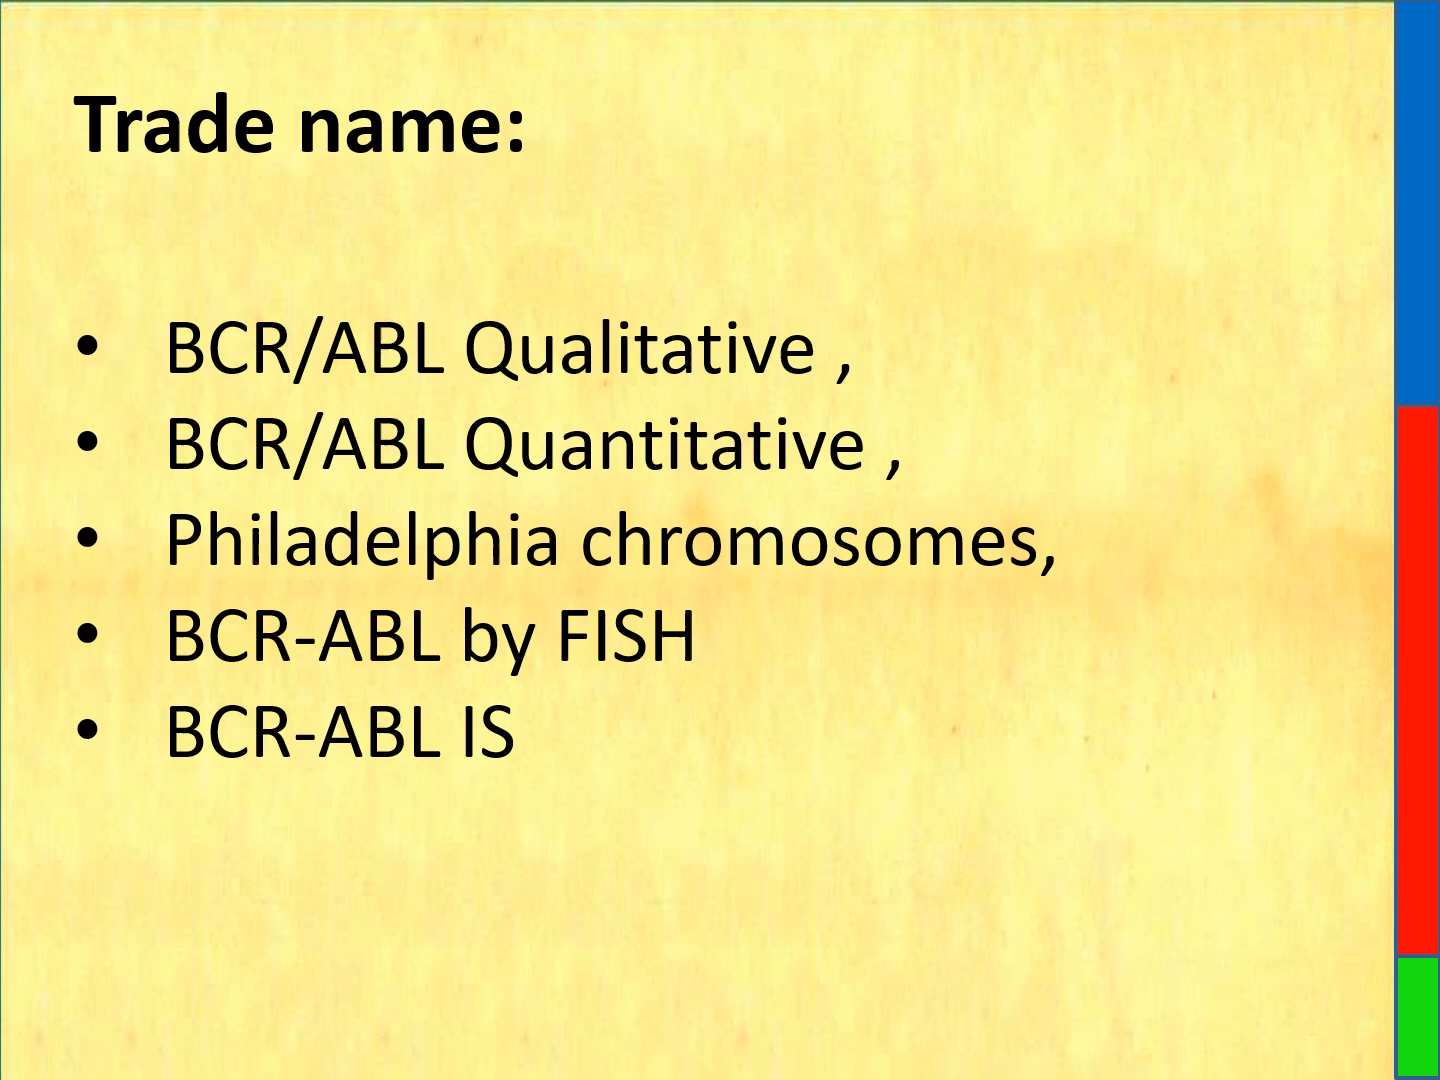 Trade name:
• BCR/ABL Qualitative ,
• BCR/ABL Quantitative ,
• Philadelphia chromosomes,
• BCR-ABL by FISH
• BCR-ABL IS